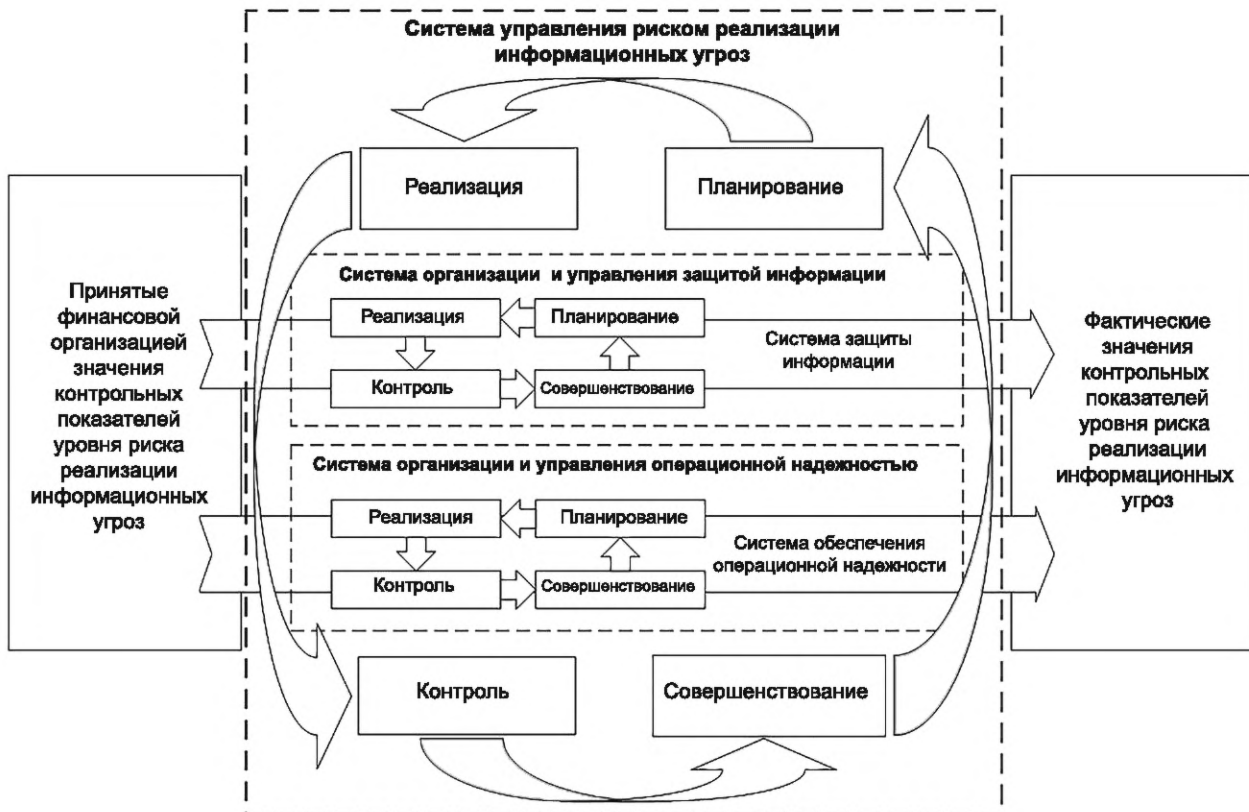 Система управления риском реализации
информационных угроз
Реализация
Планирование
Принятые
финансовой
организацией
значения
контрольных
показателей
уровня риска
реализации
информационных
угроз
Система организации и управления защитой информации
Реализация
Планирование
Контроль
Совершенствование
Система защиты
информации
Система организации и управления операционной надежностью
Реализация
Планирование
Контроль
Совершенствование
Система обеспечения
операционной надежности
Фактические
значения
контрольных
показателей
уровня риска
реализации
информационных
угроз
Контроль
Совершенствование